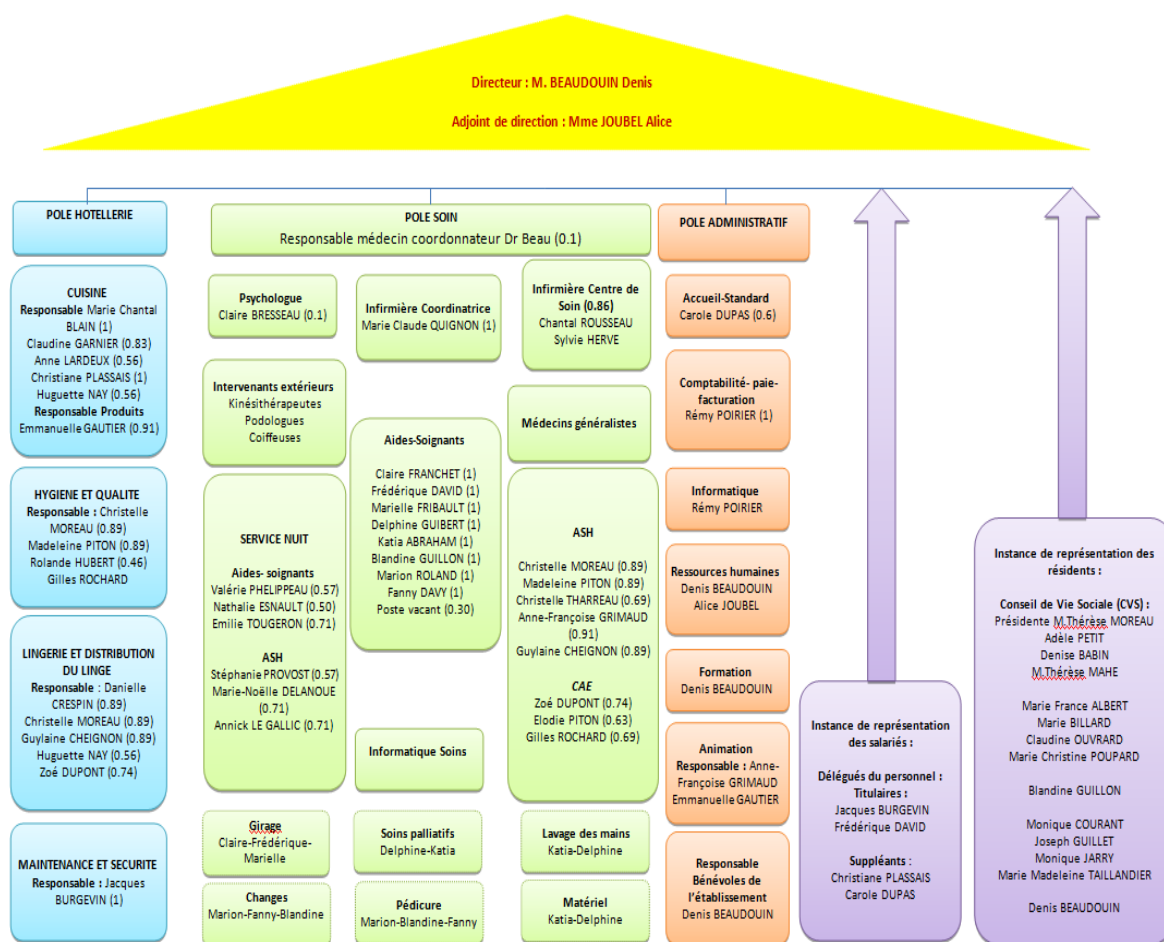 Directeur : M. BEAUDOUIN Denis
Adjoint de direction : Mme JOUBEL Alice
POLE HOTELLERIE
POLE SOIN
Responsable médecin coordonnateur Dr Beau (0.1)
POLE ADMINISTRATIF
CUISINE
Responsable Marie Chantal
BLAIN (1)
Claudine GARNIER (0.83)
Anne LARDEUX (0.56)
Christiane PLASSAIS (1)
Huguette NAY (0.56)
Responsable Produits
Emmanuelle GAUTIER (0.91)
HYGIENE ET QUALITE
Responsable : Christelle
MOREAU (0.89)
Madeleine PITON (0.89)
Rolande HUBERT (0.46)
Gilles ROCHARD
LINGERIE ET DISTRIBUTION
DU LINGE
Responsable : Danielle
CRESPIN (0.89)
Christelle MOREAU (0.89)
Guylaine CHEIGNON (0.89)
Huguette NAY (0.56)
Zoé DUPONT (0.74)
MAINTENANCE ET SECURITE
Responsable : Jacques
BURGEVIN (1)
Psychologue
Claire BRESSEAU (0.1)
Intervenants extérieurs
Kinésithérapeutes
Podologues
Coiffeuses
SERVICE NUIT
Aides- soignants
Valérie PHELIPPEAU (0.57)
Nathalie ESNAULT (0.50)
Emilie TOUGERON (0.71)
ASH
Stéphanie PROVOST (0.57)
Marie-Noëlle DELANOUE
(0.71)
Annick LE GALLIC (0.71)
Girage
Claire-Frédérique-
Marielle
Changes
Marion-Fanny-Blandine
Infirmière Coordinatrice
Marie Claude QUIGNON (1)
Aides-Soignants
Claire FRANCHET (1)
Frédérique DAVID (1)
Marielle FRIBAULT (1)
Delphine GUIBERT (1)
Katia ABRAHAM (1)
Blandine GUILLON (1)
Marion ROLAND (1)
Fanny DAVY (1)
Poste vacant (0.30)
Informatique Soins
Soins palliatifs
Delphine-Katia
Pédicure
Marion-Blandine-Fanny
Infirmière Centre de
Soin (0.86)
Chantal ROUSSEAU
Sylvie HERVE
Médecins généralistes
ASH
Christelle MOREAU (0.89)
Madeleine PITON (0.89)
Christelle THARREAU (0.69)
Anne-Françoise GRIMAUD
(0.91)
Guylaine CHEIGNON (0.89)
CAE
Zoé DUPONT (0.74)
Elodie PITON (0.63)
Gilles ROCHARD (0.69)
Lavage des mains
Katia-Delphine
Matériel
Katia-Delphine
Accueil-Standard
Carole DUPAS (0.6)
Comptabilité- paie-
facturation
Rémy POIRIER (1)
Informatique
Rémy POIRIER
Ressources humaines
Denis BEAUDOUIN
Alice JOUBEL
Formation
Denis BEAUDOUIN
Animation
Responsable : Anne-
Françoise GRIMAUD
Emmanuelle GAUTIER
Responsable
Bénévoles de
l'établissement
Denis BEAUDOUIN
Instance de représentation
des salariés :
Délégués du personnel :
Titulaires :
Jacques BURGEVIN
Frédérique DAVID
Suppléants :
Christiane PLASSAIS
Carole DUPAS
Instance de représentation des
résidents :
Conseil de Vie Sociale (CVS) :
Présidente M.Thérèse MOREAU
Adèle PETIT
Denise BABIN
M.Thérèse MAHE
Marie France ALBERT
Marie BILLARD
Claudine OUVRARD
Marie Christine POUPARD
Blandine GUILLON
Monique COURANT
Joseph GUILLET
Monique JARRY
Marie Madeleine TAILLANDIER
Denis BEAUDOUIN